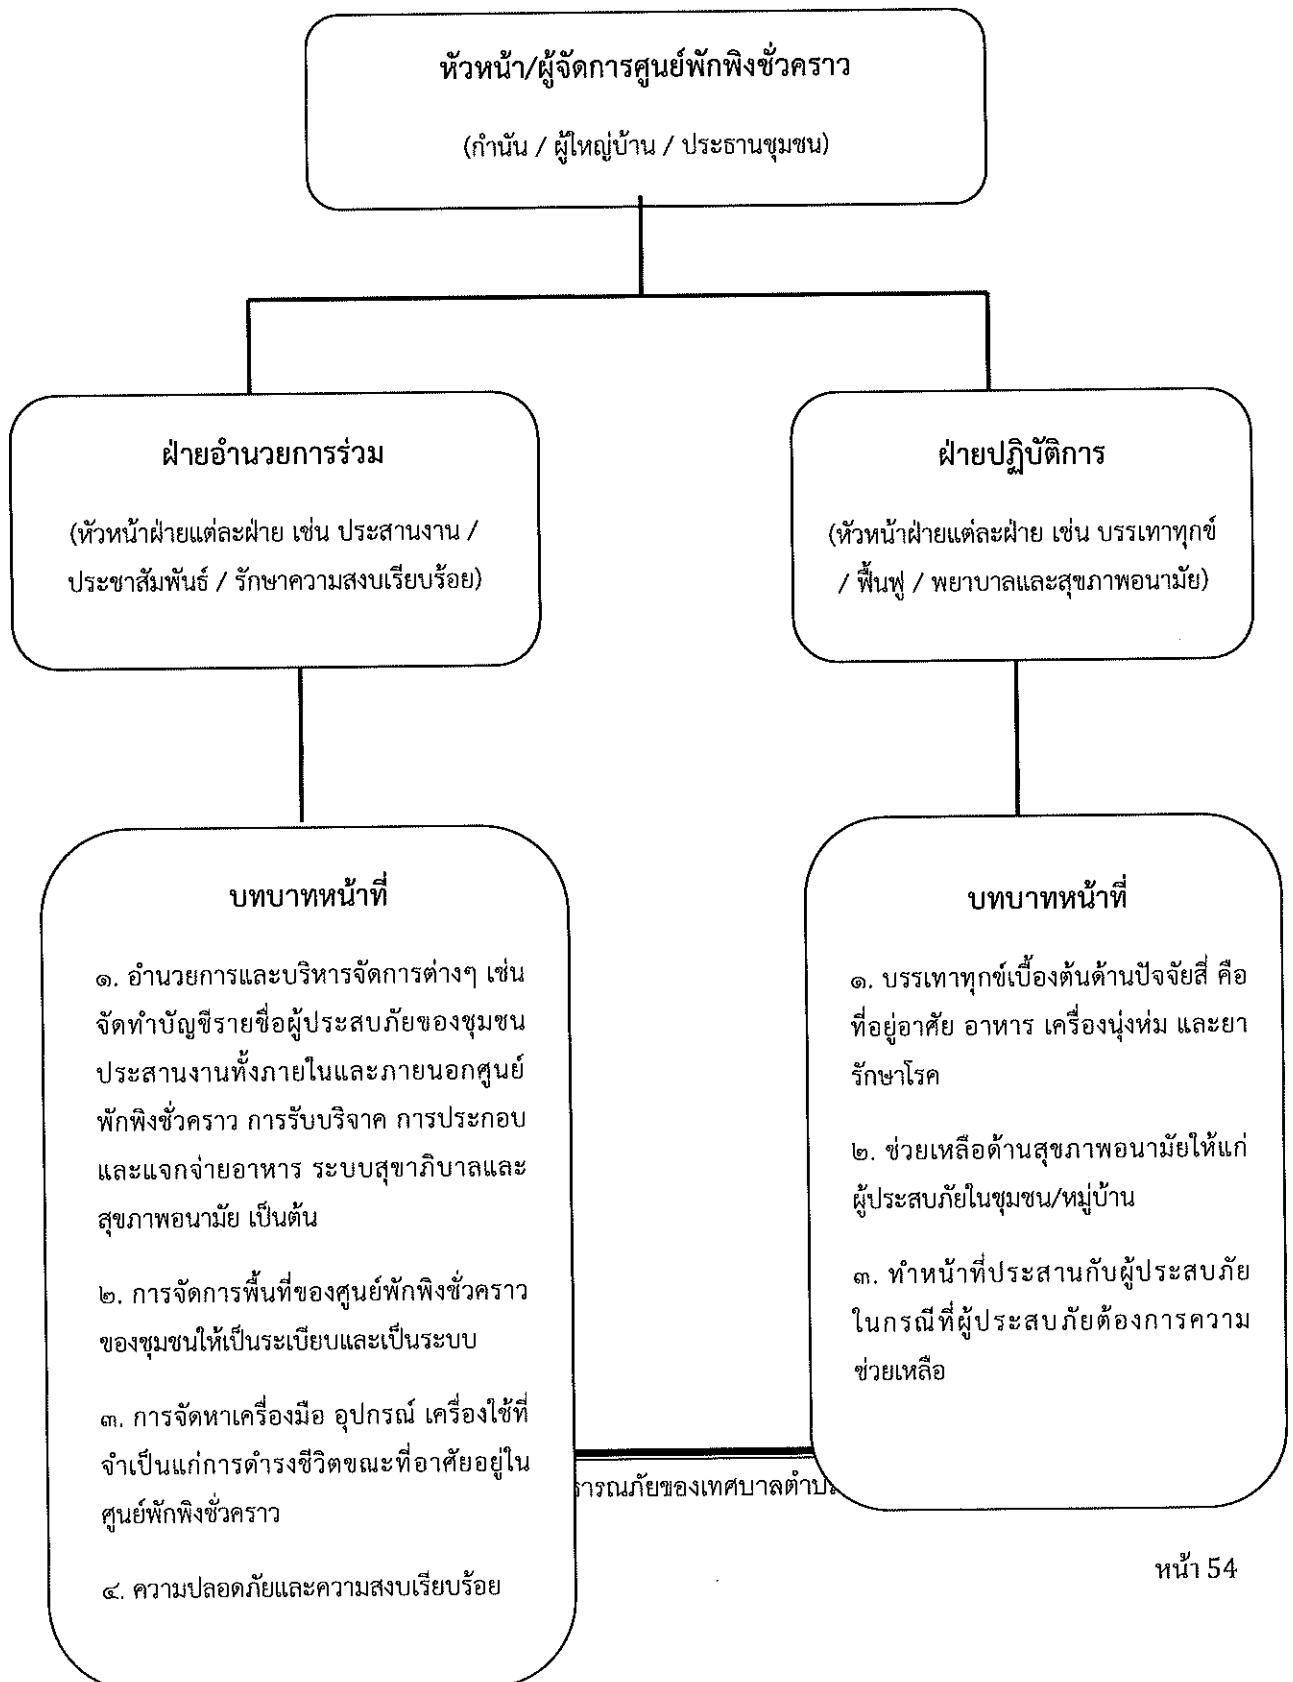 หัวหน้า/ผู้จัดการศูนย์พักพิงชั่วคราว
(กำนัน / ผู้ใหญ่บ้าน / ประธานชุมชน)
ฝ่ายอำนวยการร่วม
(หัวหน้าฝ่ายแต่ละฝ่าย เช่น ประสานงาน /
ประชาสัมพันธ์ / รักษาความสงบเรียบร้อย)
ฝ่ายปฏิบัติการ
(หัวหน้าฝ่ายแต่ละฝ่าย เช่น บรรเทาทุกข์
/ ฟื้นฟู / พยาบาลและสุขภาพอนามัย)
บทบาทหน้าที่
๑. อำนวยการและบริหารจัดการต่างๆ เช่น
จัดทำบัญชีรายชื่อผู้ประสบภัยของชุมชน
ประสานงานทั้งภายในและภายนอกศูนย์
พักพิงชั่วคราว การรับบริจาค การประกอบ
และแจกจ่ายอาหาร ระบบสุขาภิบาลและ
สุขภาพอนามัย เป็นต้น
๒. การจัดการพื้นที่ของศูนย์พักพิงชั่วคราว
ของชุมชนให้เป็นระเบียบและเป็นระบบ
๓. การจัดหาเครื่องมือ อุปกรณ์ เครื่องใช้ที่
จำเป็นแก่การดำรงชีวิตขณะที่อาศัยอยู่ใน
ศูนย์พักพิงชั่วคราว
๔. ความปลอดภัยและความสงบเรียบร้อย
บทบาทหน้าที่
๑. บรรเทาทุกข์เบื้องต้นด้านปัจจัยสี่ คือ
ที่อยู่อาศัย อาหาร เครื่องนุ่งห่ม และยา
รักษาโรค
๒. ช่วยเหลือด้านสุขภาพอนามัยให้แก่
ผู้ประสบภัยในชุมชน/หมู่บ้าน
๓. ทำหน้าที่ประสานกับผู้ประสบภัย
ในกรณีที่ผู้ประสบภัยต้องการความ
ช่วยเหลือ
ารณภัยของเทศบาลตำบ
หน้า 54